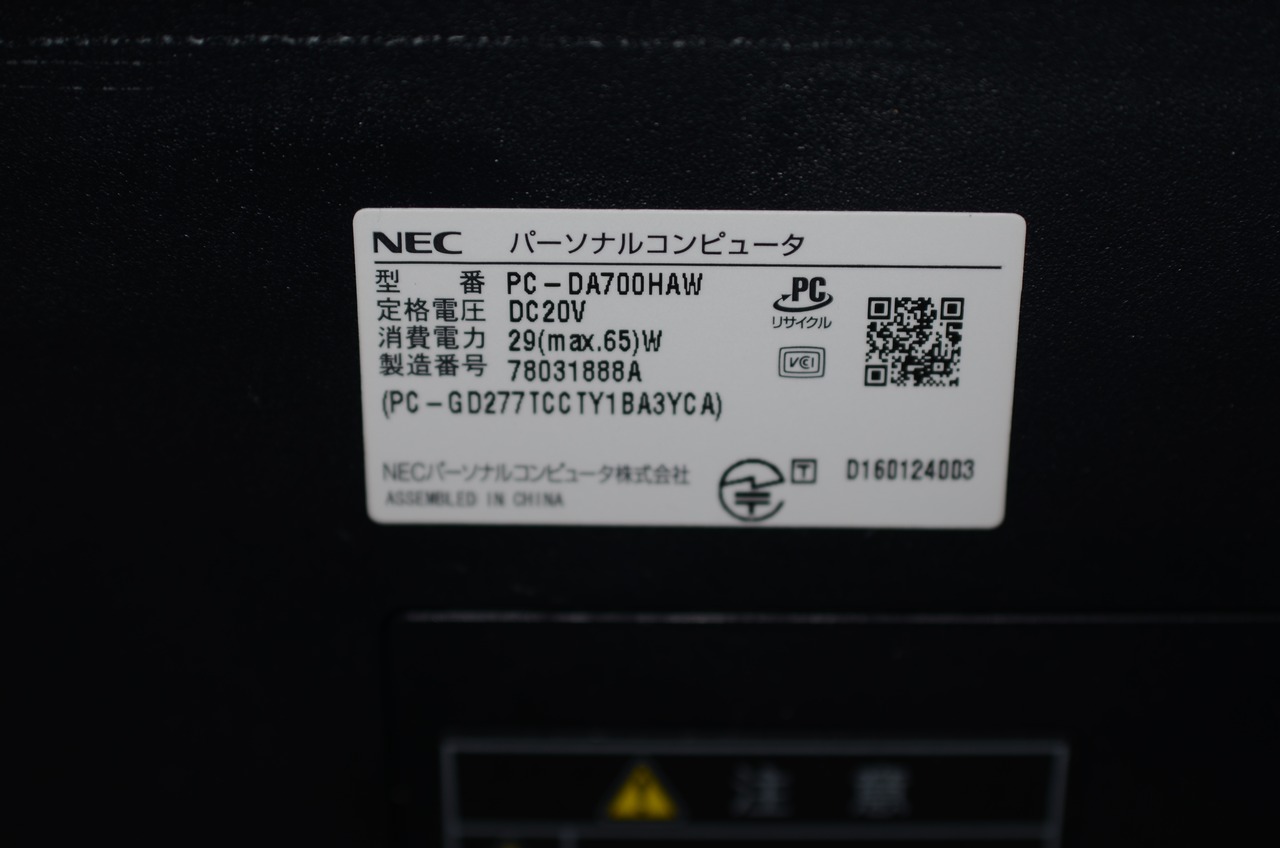 NEC パーソナルコンピュータ
型 番 PC-DA700HAW
定格電圧 DC20V
消費電力 29(max.65)W
製造番号 78031888A
(PC-GD277TCCTY1BA3YCA)
PC
リサイクル
VCI
NECパーソナルコンピュータ株式会社
ASSEMBLED IN CHINA
T D160124003
注 意